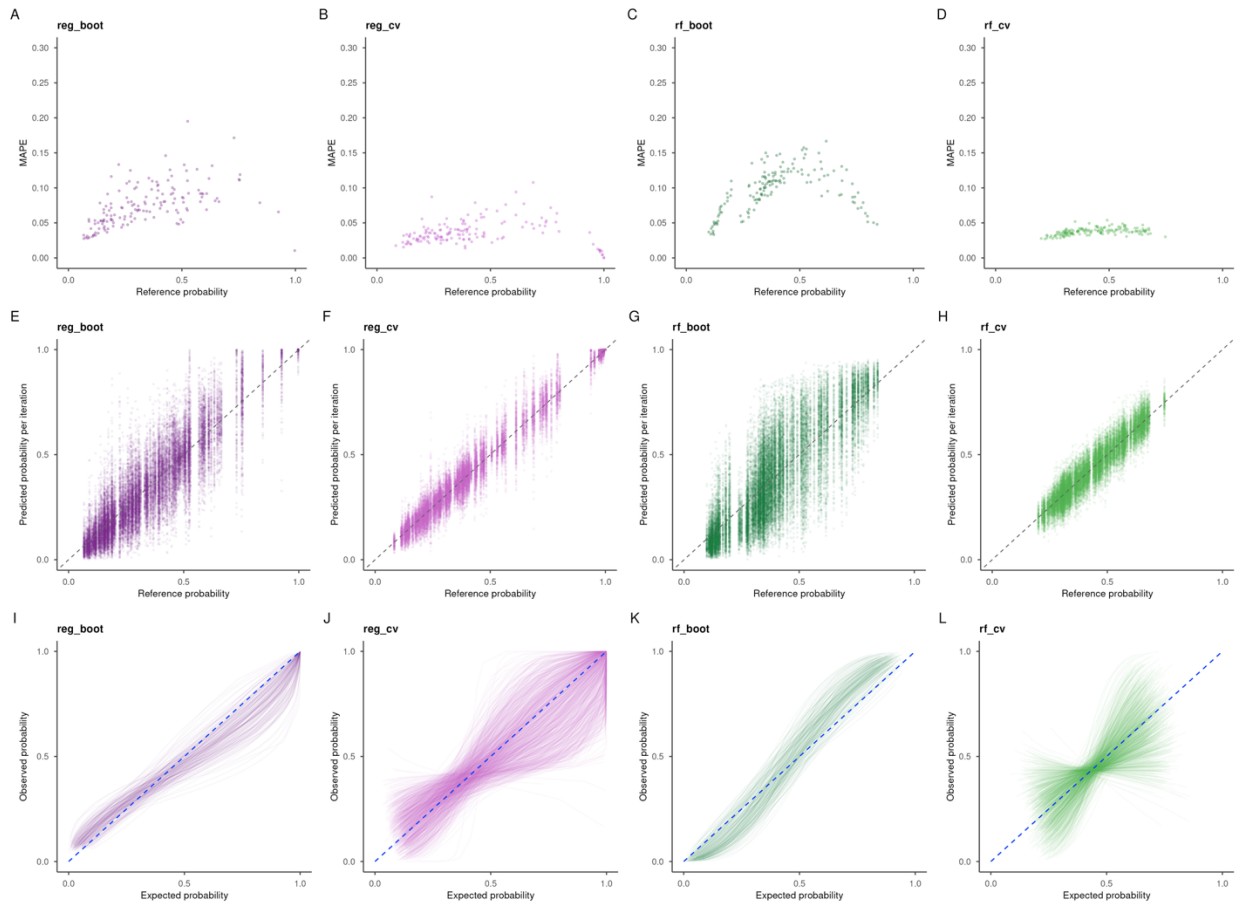 A
reg_boot
0.30
0.25
0.20
0.15
0.10
0.05
0.00
MAPE
0.0
0.5
1.0
Reference probability
B
reg_cv
0.30
0.25
0.20
0.15
0.10
0.05
0.00
MAPE
0.0
0.5
1.0
Reference probability
C
rf_boot
0.30
0.25
0.20
0.15
0.10
0.05
0.00
MAPE
0.0
0.5
1.0
Reference probability
D
rf_cv
0.30
0.25
0.20
0.15
0.10
0.05
0.00
MAPE
0.0
0.5
1.0
Reference probability
E
reg_boot
1.0
0.5
0.0
Predicted probability per iteration
0.0
0.5
1.0
Reference probability
F
reg_cv
1.0
0.5
0.0
Predicted probability per iteration
0.0
0.5
1.0
Reference probability
G
rf_boot
1.0
0.5
0.0
Predicted probability per iteration
0.0
0.5
1.0
Reference probability
H
rf_cv
1.0
0.5
0.0
Predicted probability per iteration
0.0
0.5
1.0
Reference probability
I
reg_boot
1.0
0.5
0.0
Observed probability
0.0
0.5
1.0
Expected probability
J
reg_cv
1.0
0.5
0.0
Observed probability
0.0
0.5
1.0
Expected probability
K
rf_boot
1.0
0.5
0.0
Observed probability
0.0
0.5
1.0
Expected probability
L
rf_cv
1.0
0.5
0.0
Observed probability
0.0
0.5
1.0
Expected probability